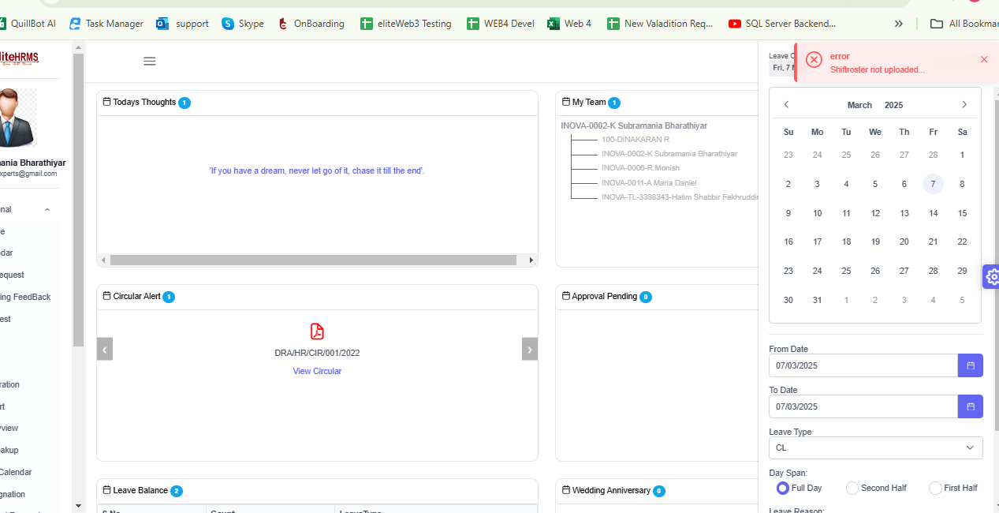 QuillBot AI
Task Manager
support
Skype
OnBoarding
eliteWeb3 Testing
WEB4 Devel
Web 4
New Valadition Req...
SQL Server Backend...
All Bookmar
liteHRMS
ania Bharathiyar
xperts@gmail.com
nal
e
dar
equest
ing FeedBack
est
ration
rt
view
akup
Calendar
gnation
Todays Thoughts 1
'If you have a dream, never let go of it, chase it till the end'.
My Team 1
INOVA-0002-K Subramania Bharathiyar
100-DINAKARAN R
INOVA-0002-K Subramania Bharathiyar
INOVA-0006-R.Monish
INOVA-0011-A Maria Daniel
INOVA-TL-3388343-Hatim Shabbir Fakhruddin
Circular Alert 1
DRA/HR/CIR/001/2022
View Circular
Approval Pending 0
Leave Balance 2
S.No
Count
LeaveType
Wedding Anniversary 0
Leave C
Fri, 7 M
error
Shiftroster not uploaded...
March 2025
Su Mo Tu We Th Fr Sa
23 24 25 26 27 28 1
2 3 4 5 6 7 8
9 10 11 12 13 14 15
16 17 18 19 20 21 22
23 24 25 26 27 28 29
30 31 1 2 3 4 5
From Date
07/03/2025
To Date
07/03/2025
Leave Type
CL
Day Span:
Full Day
Second Half
First Half
Leave Reason: